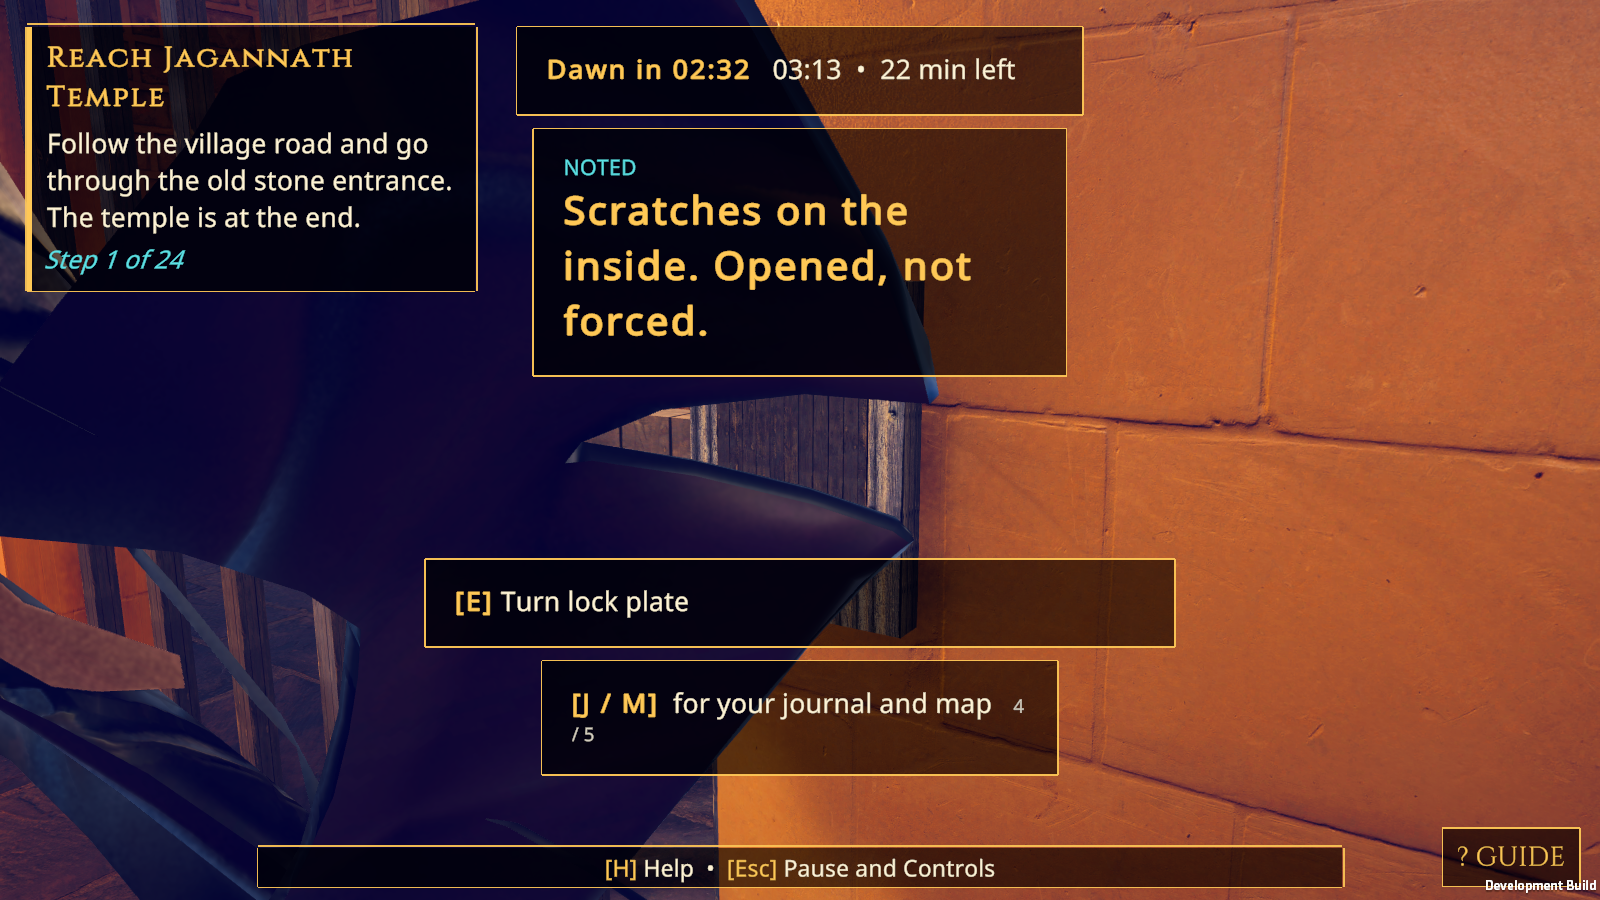 Reach Jagannath
Temple
Follow the village road and go
through the old stone entrance.
The temple is at the end.
Step 1 of 24
Dawn in 02:32 03:13 • 22 min left
NOTED
Scratches on the
inside. Opened, not
forced.
[E] Turn lock plate
[J / M] for your journal and map 4
/ 5
[H] Help • [Esc] Pause and Controls
? GUIDE
Development Build